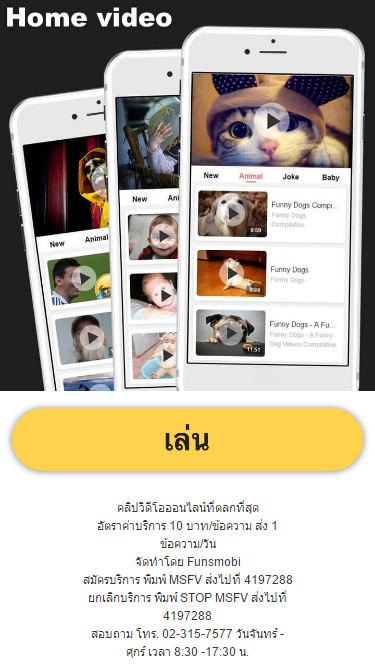 Home video
New
Animal
Joke
Baby
New
New
Animal
9:59
Funny Dogs Compi...
Funny Dogs
Compilation
8:24
Funny Dogs
Funny Dogs
11:51
Funny Dogs - A Fu...
Funny Dogs - A Funny
Dog Videos Compilation
เล่น
คลิปวิดีโอออนไลน์ที่ตลกที่สุด
อัตราค่าบริการ 10 บาท/ข้อความ ส่ง 1
ข้อความ/วัน
จัดทำโดย Funsmobi
สมัครบริการ พิมพ์ MSFV ส่งไปที่ 4197288
ยกเลิกบริการ พิมพ์ STOP MSFV ส่งไปที่
4197288
สอบถาม โทร. 02-315-7577 วันจันทร์ -
ศุกร์ เวลา 8:30 -17:30 น.